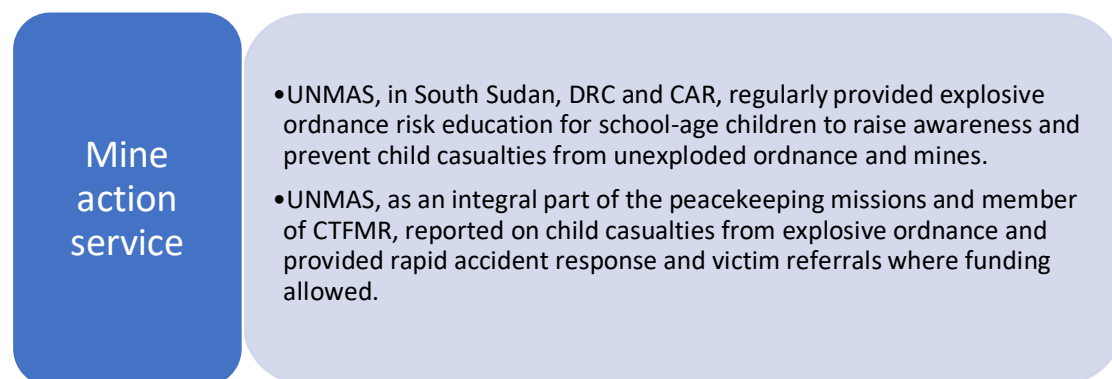 Mine
action
service
•UNMAS, in South Sudan, DRC and CAR, regularly provided explosive
ordnance risk education for school-age children to raise awareness and
prevent child casualties from unexploded ordnance and mines.
•UNMAS, as an integral part of the peacekeeping missions and member
of CTFMR, reported on child casualties from explosive ordnance and
provided rapid accident response and victim referrals where funding
allowed.